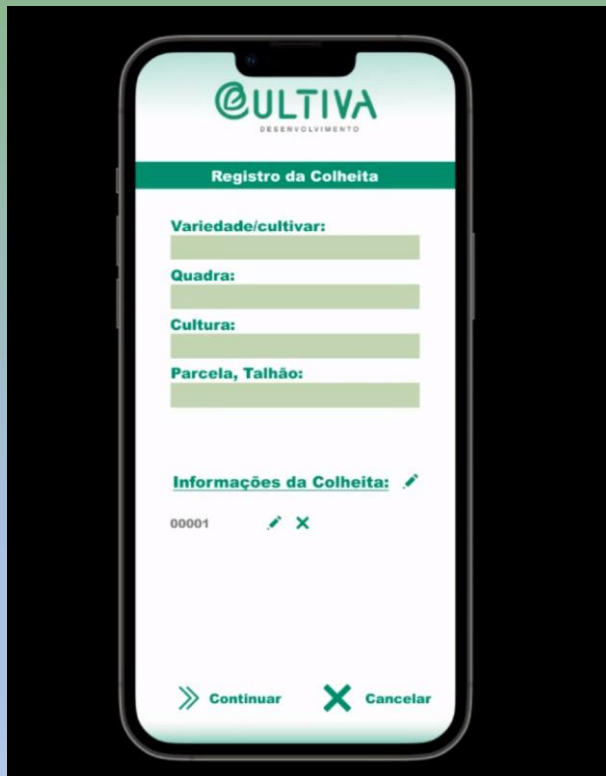 CULTIVA
DESENVOLVIMENTO
Registro da Colheita
Variedade/cultivar:
Quadra:
Cultura:
Parcela, Talhão:
Informações da Colheita:
00001
Continuar Cancelar